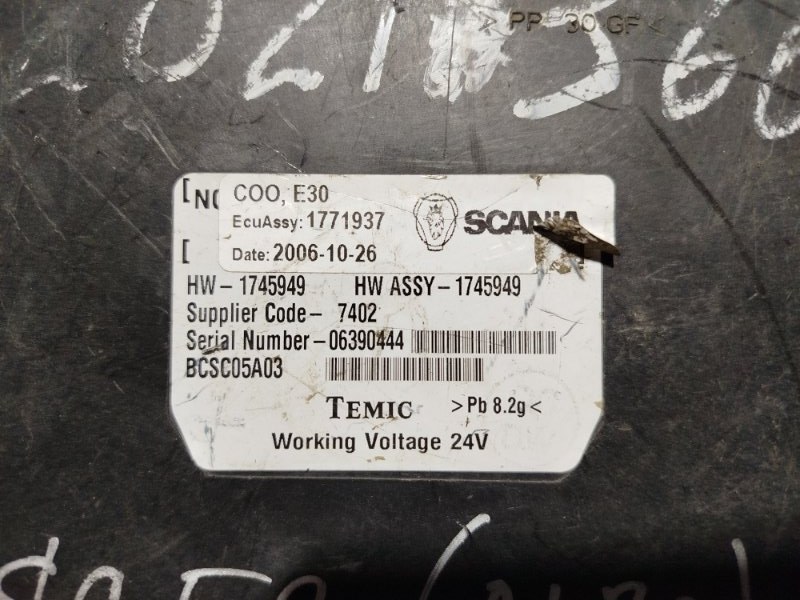 > PP - 30 GF <
COO, E30
EcuAssy: 1771937
SCANIA
Date: 2006-10-26
HW-1745949 HW ASSY-1745949
Supplier Code- 7402
Serial Number-06390444
BCSC05A03
TEMIC >Pb 8.2g<
Working Voltage 24V